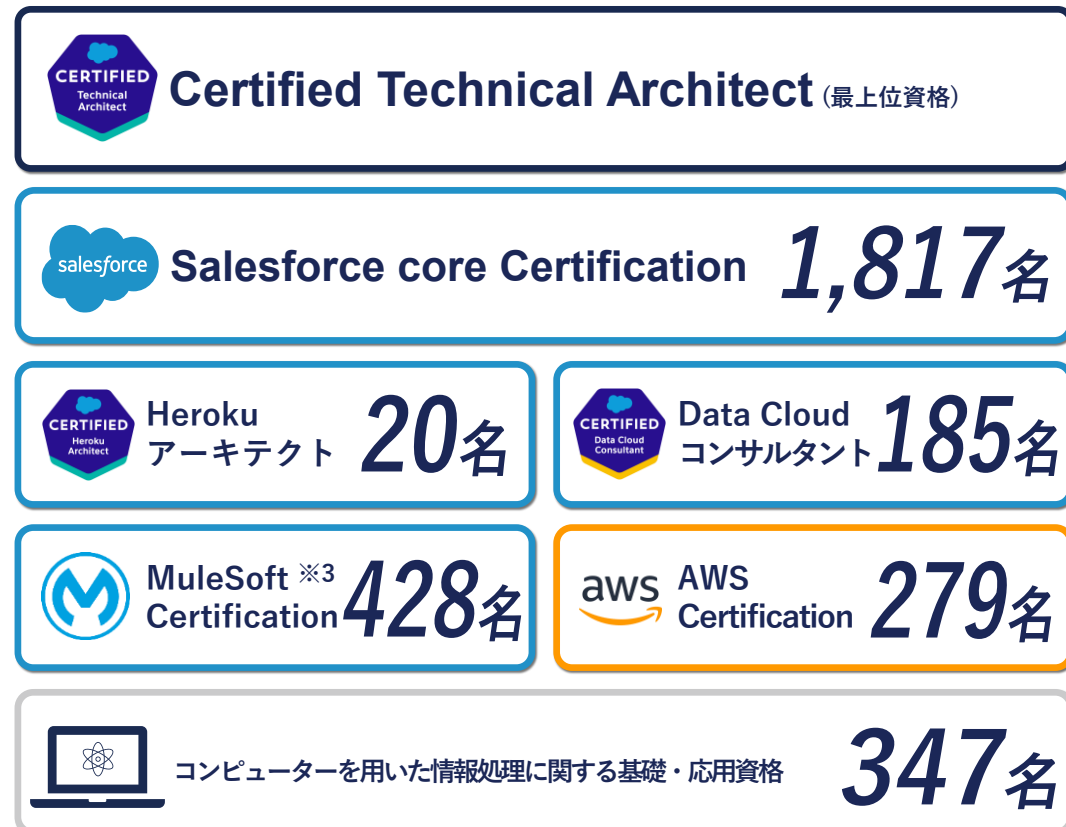 CERTIFIED
Technical
Architect
Certified Technical Architect (最上位資格)
salesforce
Salesforce core Certification 1,817名
CERTIFIED
Heroku
Architect
Heroku
アーキテクト 20名
CERTIFIED
Data Cloud
Consultant
Data Cloud
コンサルタント 185名
MuleSoft ※3
Certification 428名
aws
AWS
Certification 279名
コンピューターを用いた情報処理に関する基礎・応用資格 347名